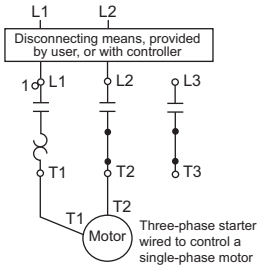 L1 L2
Disconnecting means, provided
by user, or with controller
1 L1 L2 L3
T1 T2 T3
T1 T2
Motor
Three-phase starter
wired to control a
single-phase motor